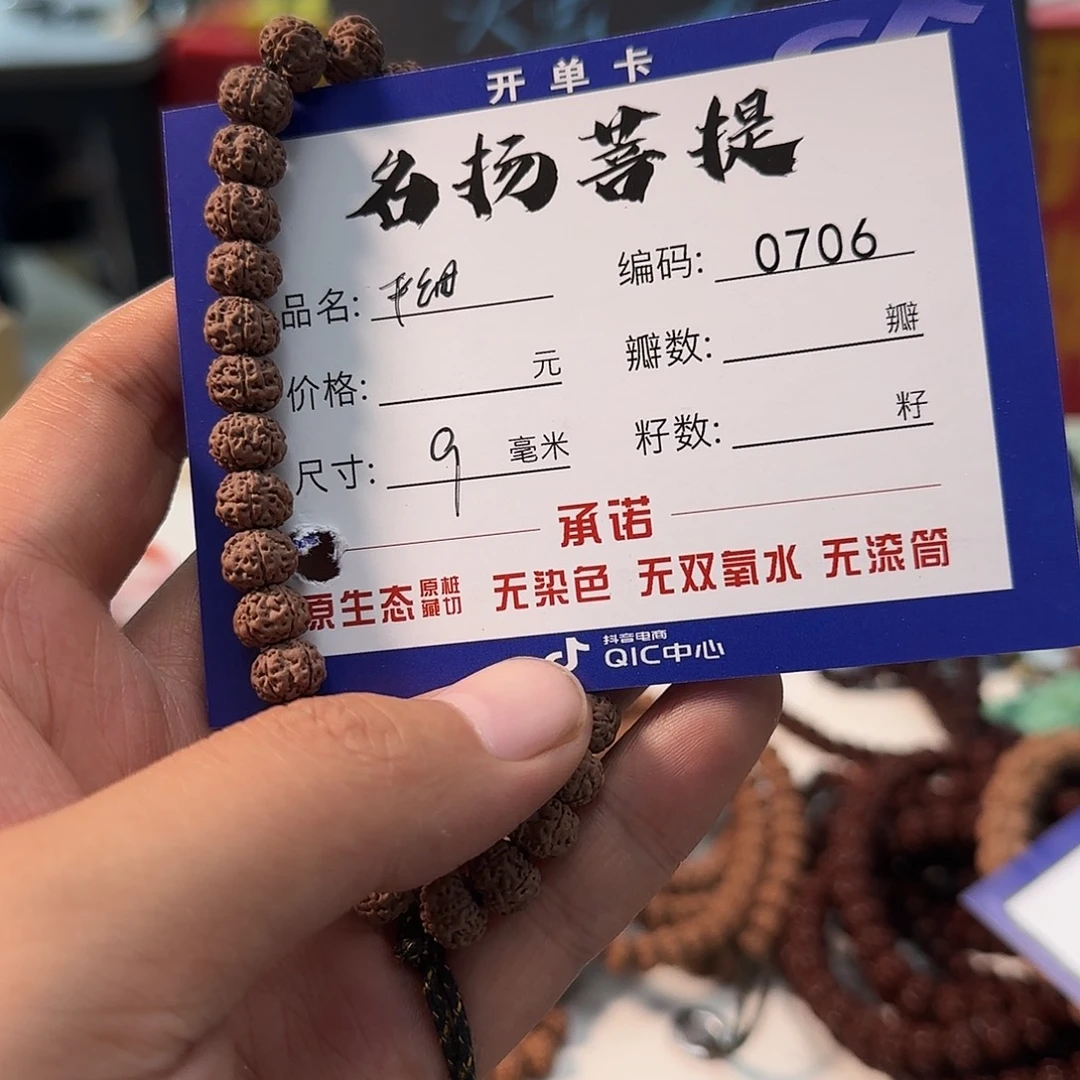 开单卡
名扬菩提
品名:
编码: 0706
价格: 元
瓣数: 瓣
尺寸: 9 毫米
籽数: 籽
承诺
原生态 原桩藏切 无染色 无双氧水 无滚筒
抖音电商
QIC中心